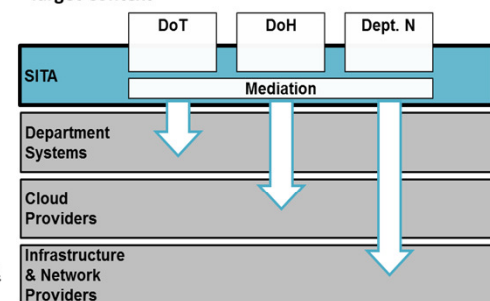 DoT
DoH
Dept. N
SITA
Mediation
Department
Systems
Cloud
Providers
Infrastructure
& Network
Providers